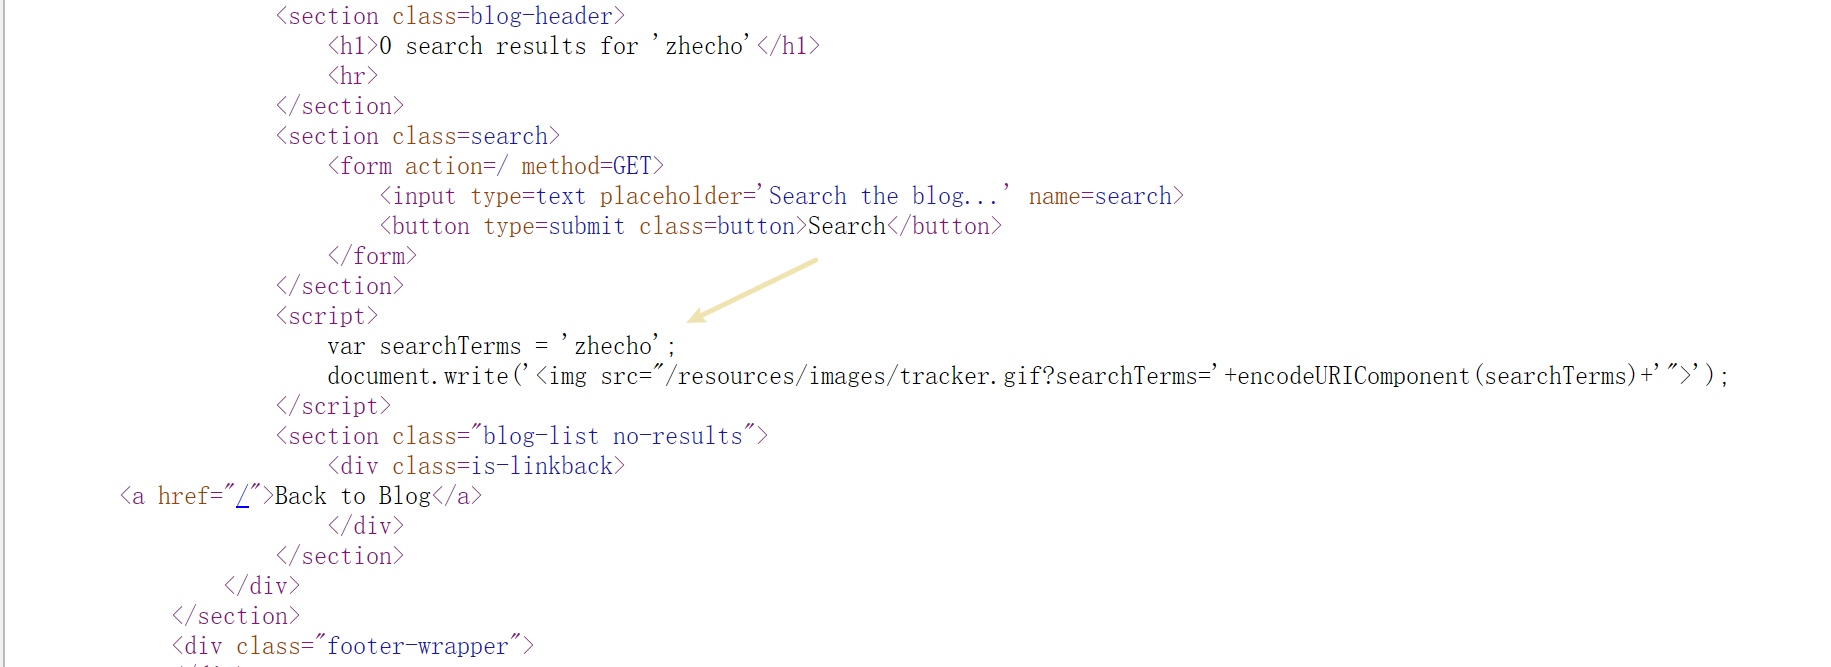 <section class=blog-header>
<h1>0 search results for 'zhecho'</h1>
<hr>
</section>
<section class=search>
<form action=/ method=GET>
<input type=text placeholder='Search the blog...' name=search>
<button type=submit class=button>Search</button>
</form>
</section>
<script>
var searchTerms = 'zhecho';
document.write('<img src="/resources/images/tracker.gif?searchTerms='+encodeURIComponent(searchTerms)+'">');
</script>
<section class="blog-list no-results">
<div class=is-linkback>
<a href="/">Back to Blog</a>
</div>
</section>
</div>
</section>
<div class="footer-wrapper">